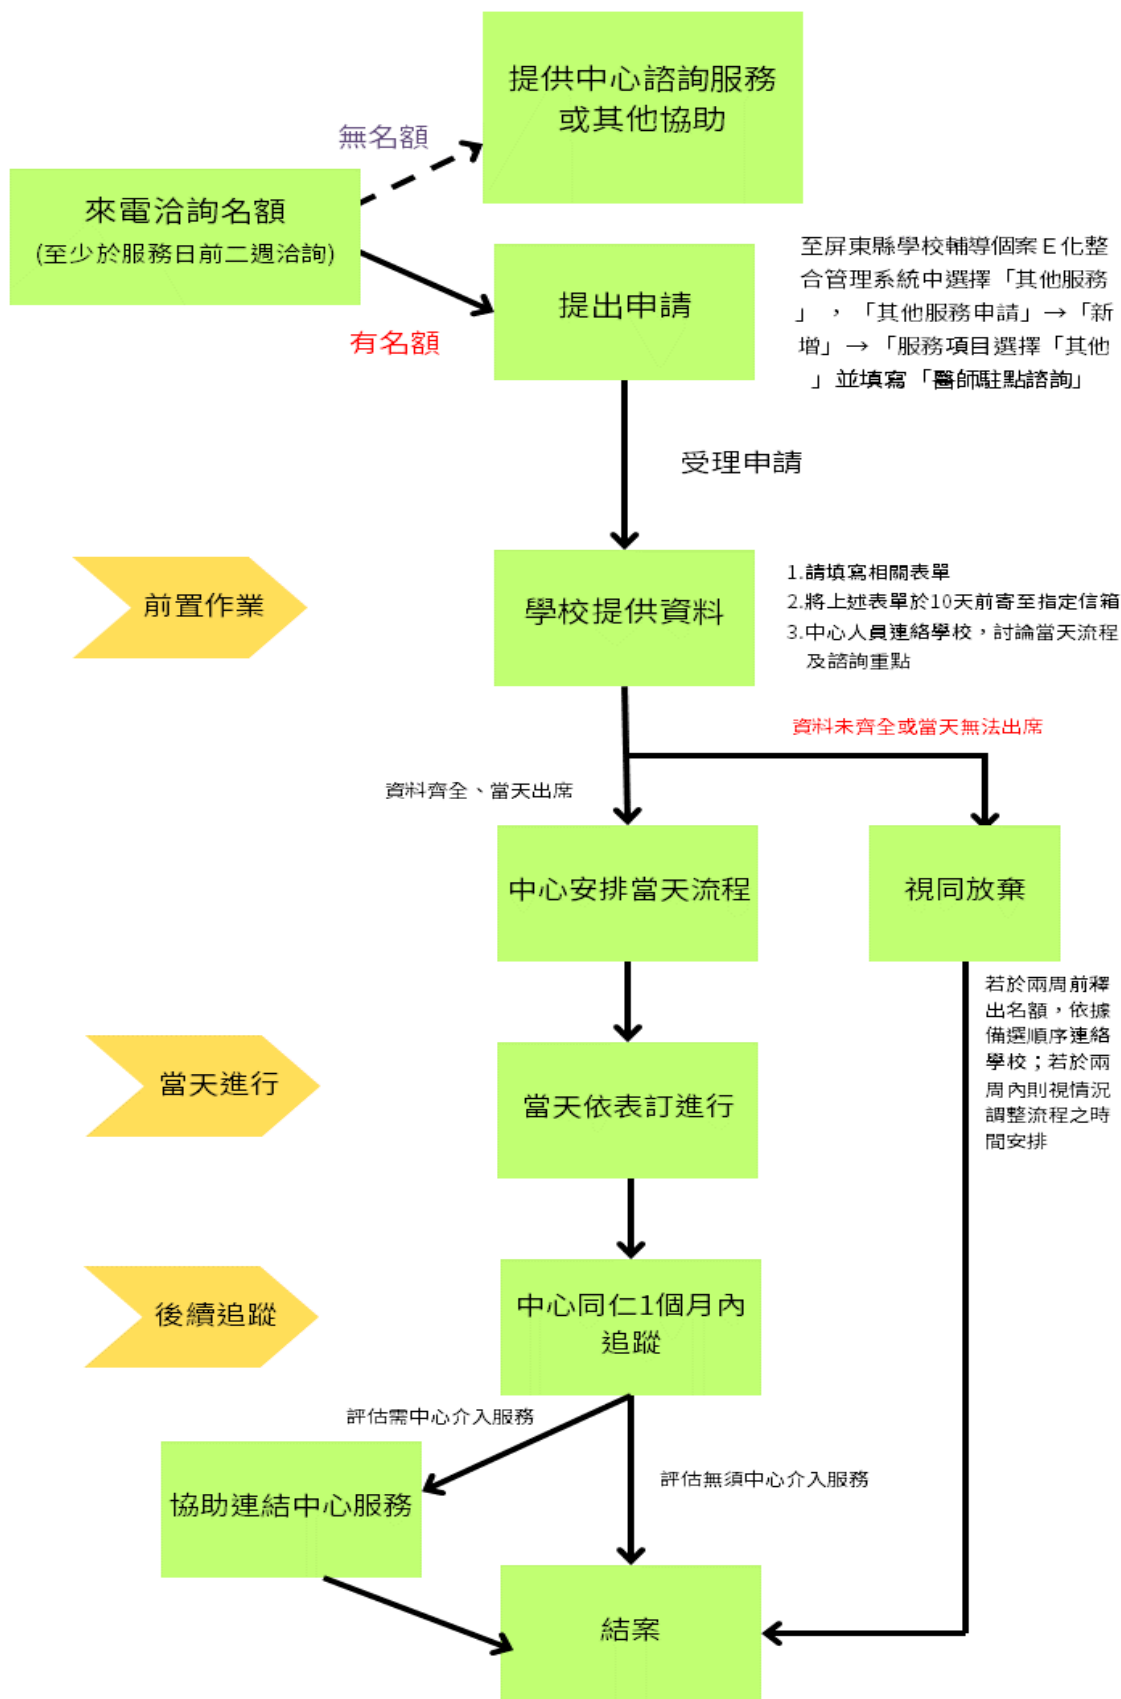 提供中心諮詢服務
或其他協助
無名額
來電洽詢名額
(至少於服務日前二週洽詢)
有名額
提出申請
至屏東縣學校輔導個案E化整
合管理系統中選擇「其他服務
」，「其他服務申請」→「新
增」→「服務項目選擇「其他
」並填寫「醫師駐點諮詢」
受理申請
前置作業
學校提供資料
1.請填寫相關表單
2.將上述表單於10天前寄至指定信箱
3.中心人員連絡學校，討論當天流程
及諮詢重點
資料未齊全或當天無法出席
資料齊全、當天出席
中心安排當天流程
視同放棄
若於兩周前釋
出名額，依據
備選順序連絡
學校；若於兩
周內則視情況
調整流程之時
間安排
當天進行
當天依表訂進行
後續追蹤
中心同仁1個月內
追蹤
評估需中心介入服務
評估無須中心介入服務
協助連結中心服務
結案